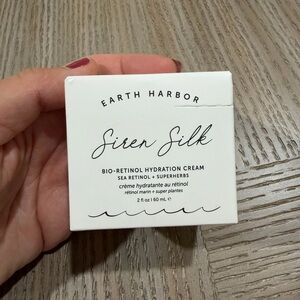 EARTH HARBOR
Siren Silk
BIO-RETINOL HYDRATION CREAM
SEA RETINOL + SUPERHERBS
crème hydratante au rétinol
rétinol marin + super plantes
2 fl oz | 60 mL ℮